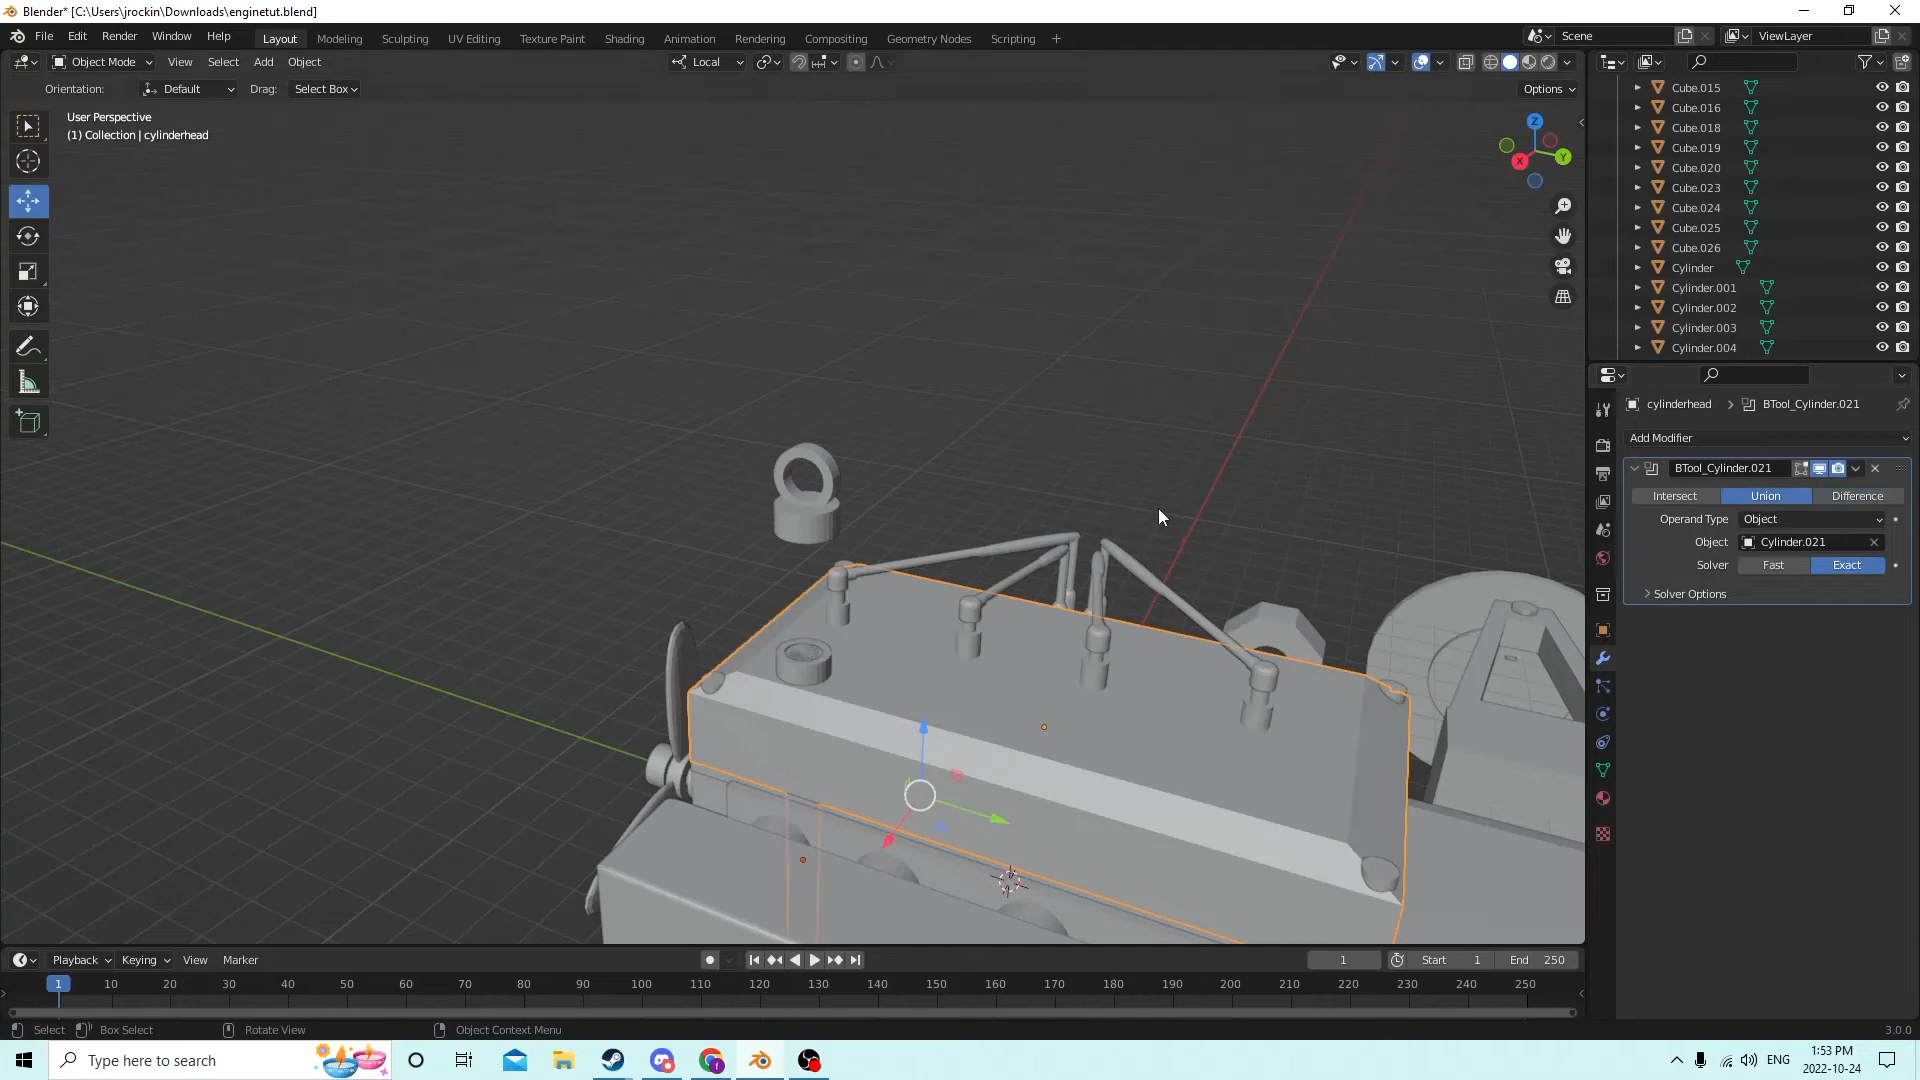 Blender* [C:\Users\jrockin\Downloads\enginetut.blend]
File Edit Render Window Help Layout Modeling Sculpting UV Editing Texture Paint Shading Animation Rendering Compositing Geometry Nodes Scripting + Scene ViewLayer
Object Mode View Select Add Object Local
Orientation: Default Drag: Select Box Options
User Perspective
(1) Collection | cylinderhead
Z
Y
X
Cube.015
Cube.016
Cube.018
Cube.019
Cube.020
Cube.023
Cube.024
Cube.025
Cube.026
Cylinder
Cylinder.001
Cylinder.002
Cylinder.003
Cylinder.004
cylinderhead > BTool_Cylinder.021
Add Modifier
BTool_Cylinder.021
Intersect Union Difference
Operand Type Object
Object Cylinder.021
Solver Fast Exact
> Solver Options
Playback Keying View Marker 1 Start 1 End 250
1 10 20 30 40 50 60 70 80 90 100 110 120 130 140 150 160 170 180 190 200 210 220 230 240 250
Select Box Select Rotate View Object Context Menu 3.0.0
Type here to search ENG 1:53 PM
2022-10-24